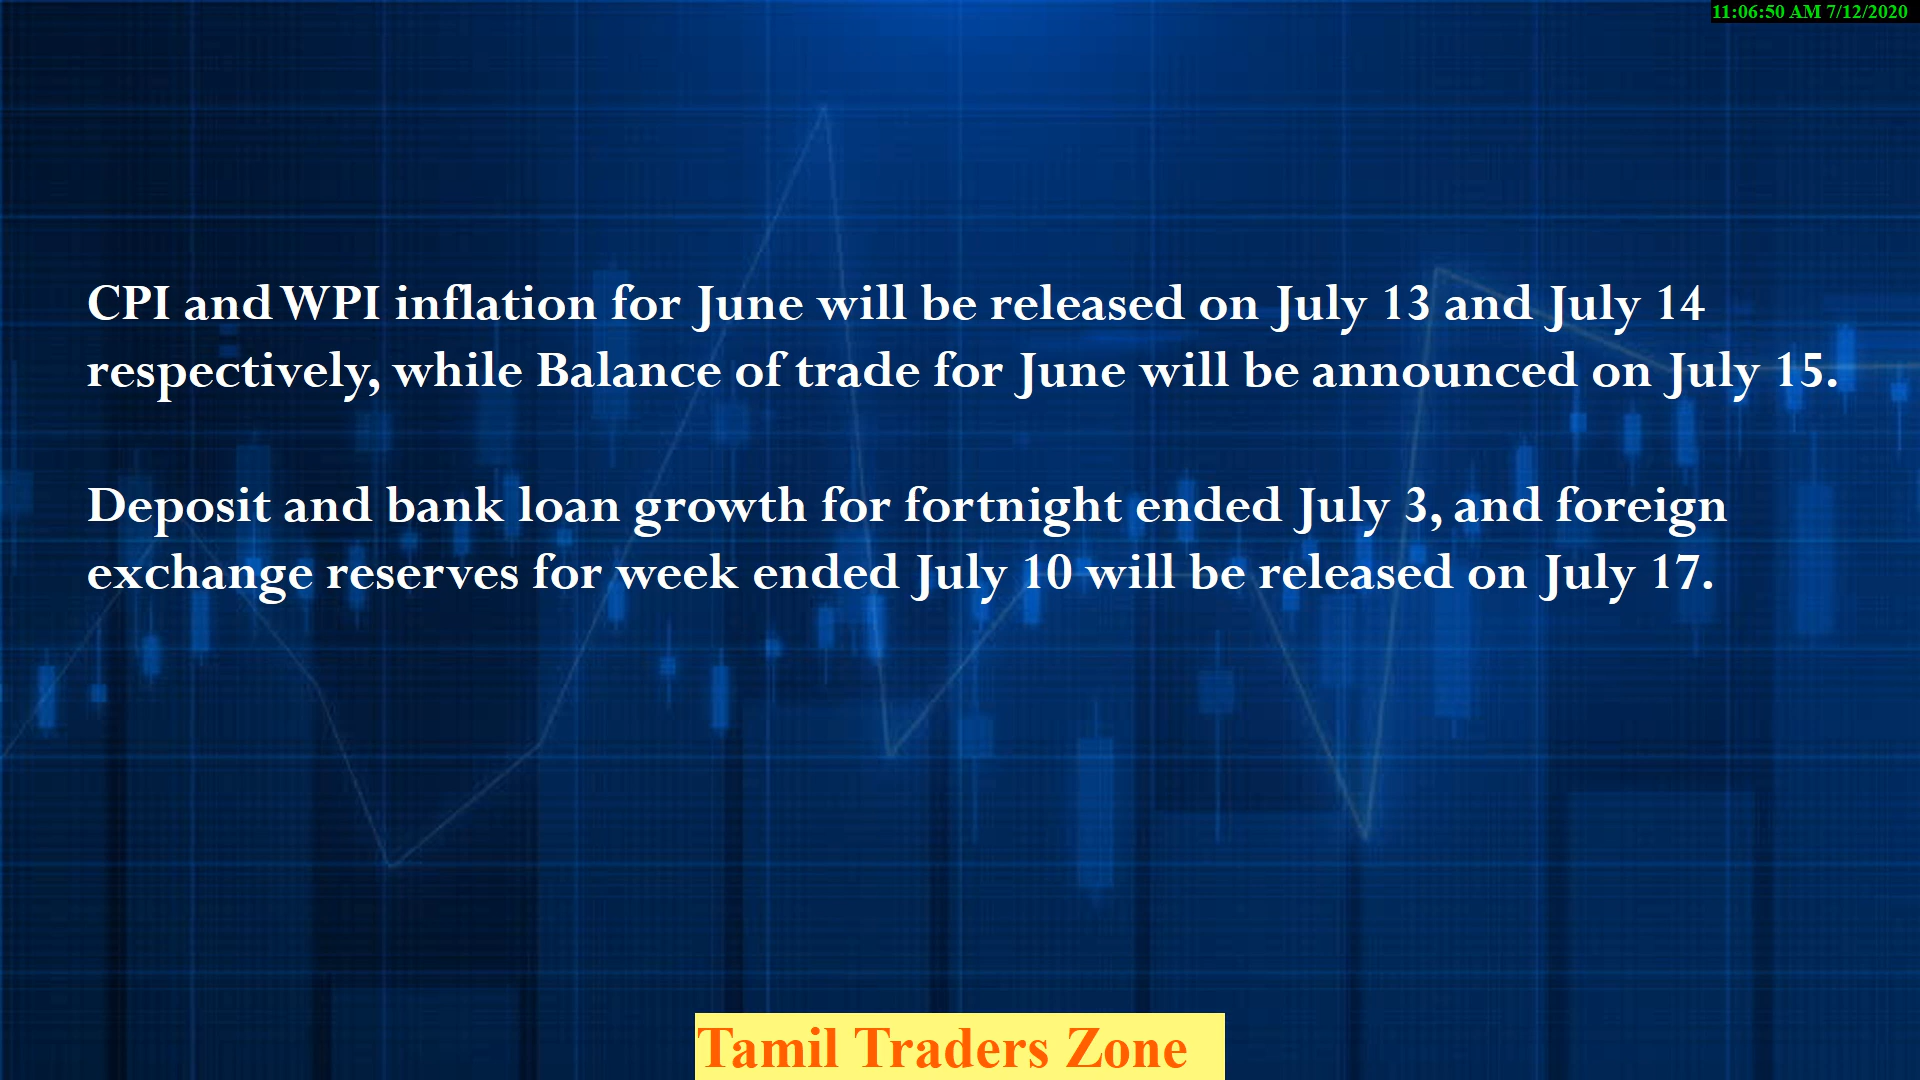 11:06:50 AM 7/12/2020
CPI and WPI inflation for June will be released on July 13 and July 14
respectively, while Balance of trade for June will be announced on July 15.
Deposit and bank loan growth for fortnight ended July 3, and foreign
exchange reserves for week ended July 10 will be released on July 17.
Tamil Traders Zone